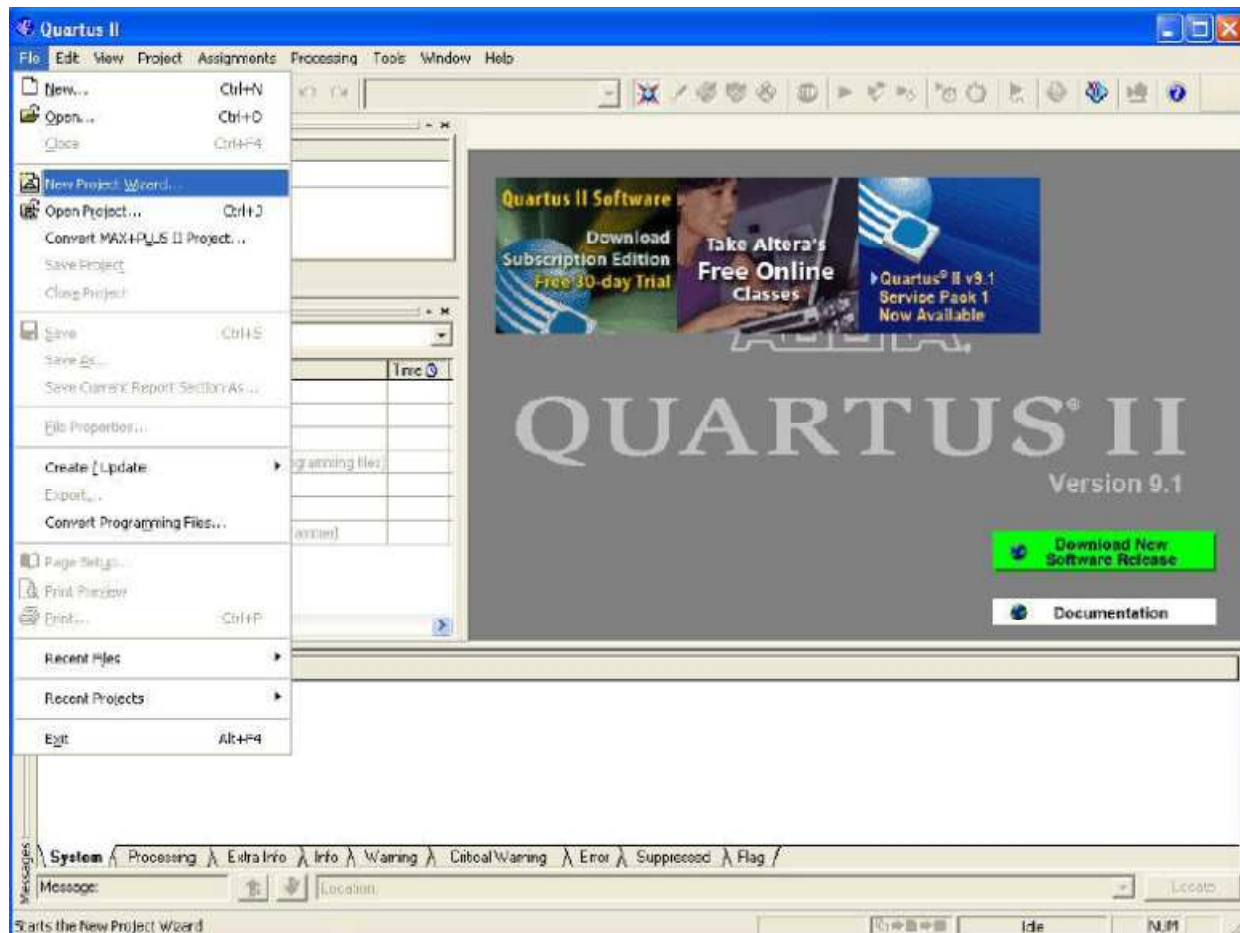 Quartus II
File Edit View Project Assignments Processing Tools Window Help
New... Ctrl+N
Open... Ctrl+O
Close Ctrl+F4
New Project Wizard...
Open Project... Ctrl+J
Convert MAX+PLUS II Project...
Save Project
Close Project
Save Ctrl+S
Save As...
Save Current Report Section As...
File Properties...
Create / Update
Export...
Convert Programming Files...
Page Setup...
Print Preview
Print... Ctrl+P
Recent Files
Recent Projects
Exit Alt+F4
Time
gramming files)
ammer)
Quartus II Software
Download
Subscription Edition
Free 30-day Trial
Take Altera's
Free Online
Classes
Quartus® II v9.1
Service Pack 1
Now Available
QUARTUS® II
Version 9.1
Download New
Software Release
Documentation
Messages
System Processing Extra Info Info Warning Critical Warning Error Suppressed Flag
Message: Location: Locate
Starts the New Project Wizard Idle NUM